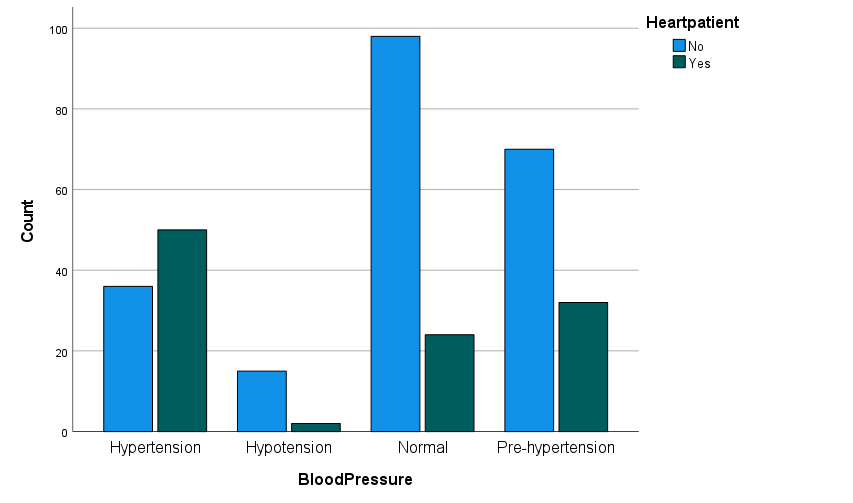 Heartpatient
No
Yes
100
80
60
40
20
0
Count
Hypertension
Hypotension
Normal
Pre-hypertension
BloodPressure